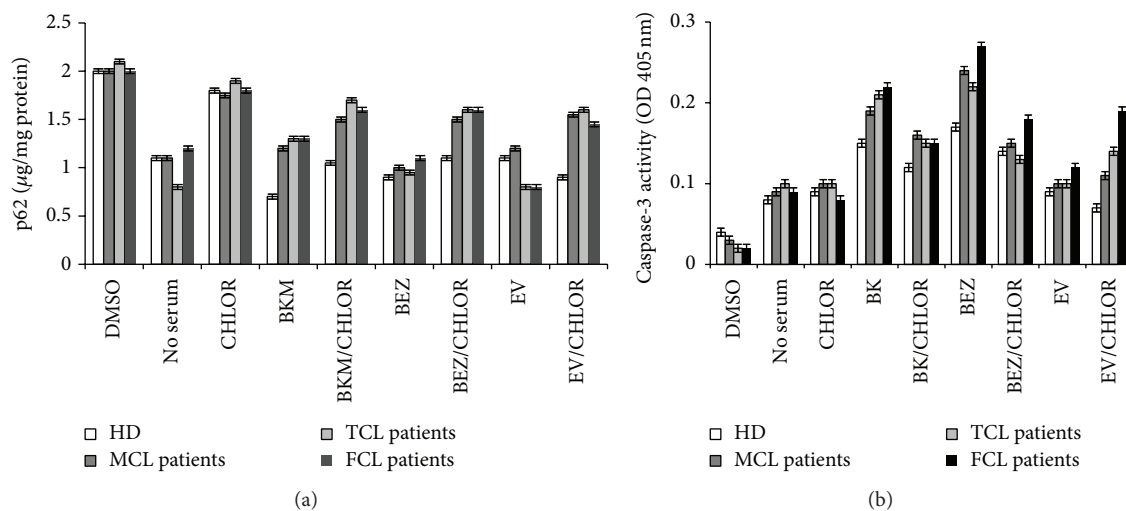 p62 (μg/mg protein)
2.5
2
1.5
1
0.5
0
DMSO
No serum
CHLOR
BKM
BKM/CHLOR
BEZ
BEZ/CHLOR
EV
EV/CHLOR
HD
MCL patients
TCL patients
FCL patients
(a)
Caspase-3 activity (OD 405 nm)
0.3
0.2
0.1
0
DMSO
No serum
CHLOR
BK
BK/CHLOR
BEZ
BEZ/CHLOR
EV
EV/CHLOR
HD
MCL patients
TCL patients
FCL patients
(b)